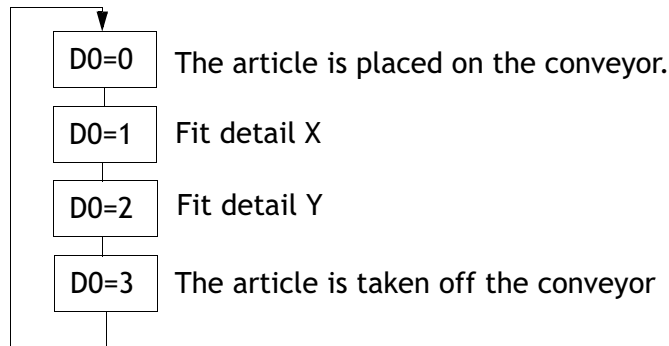 D0=0 The article is placed on the conveyor.
D0=1 Fit detail X
D0=2 Fit detail Y
D0=3 The article is taken off the conveyor